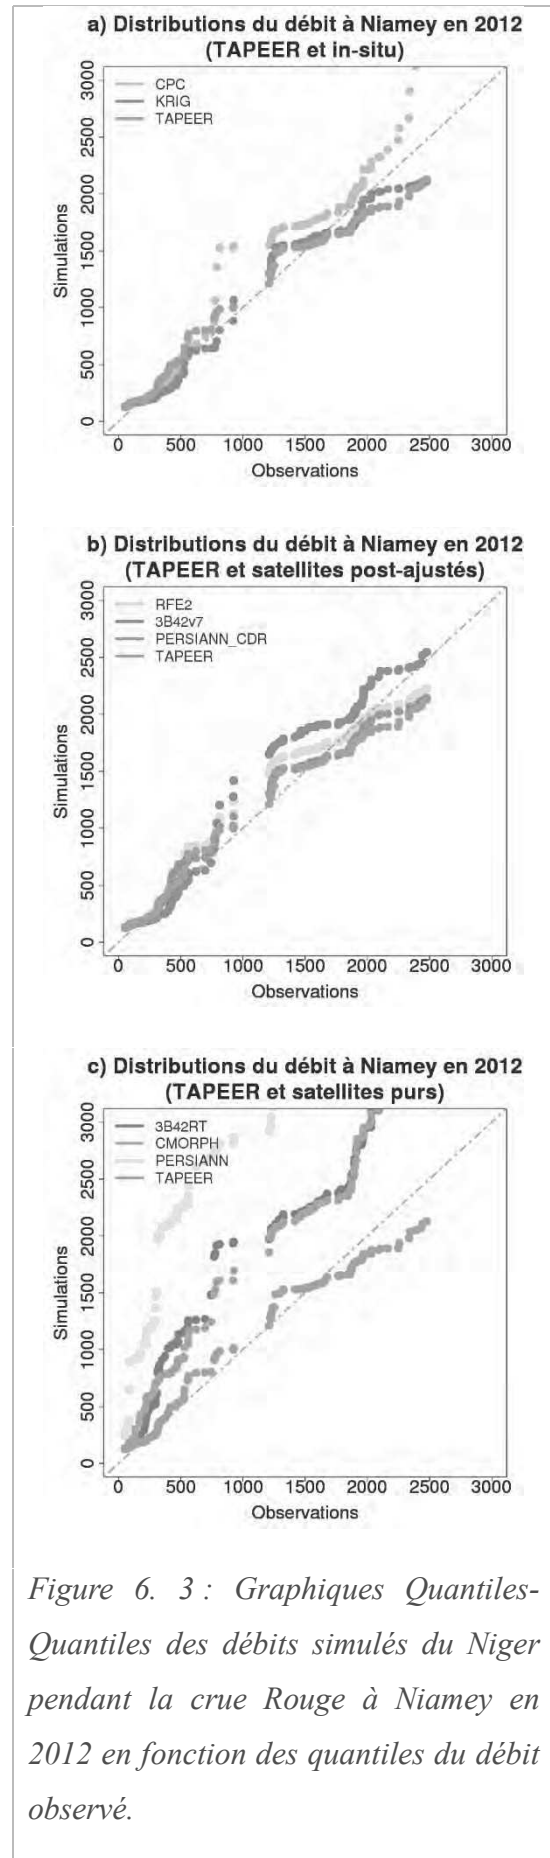 a) Distributions du débit à Niamey en 2012
(TAPEER et in-situ)
CPC
KRIG
TAPEER
Simulations
0 500 1000 1500 2000 2500 3000
0 500 1000 1500 2000 2500 3000
Observations
b) Distributions du débit à Niamey en 2012
(TAPEER et satellites post-ajustés)
RFE2
3B42v7
PERSIANN_CDR
TAPEER
Simulations
0 500 1000 1500 2000 2500 3000
0 500 1000 1500 2000 2500 3000
Observations
c) Distributions du débit à Niamey en 2012
(TAPEER et satellites purs)
3B42RT
CMORPH
PERSIANN
TAPEER
Simulations
0 500 1000 1500 2000 2500 3000
0 500 1000 1500 2000 2500 3000
Observations
Figure 6. 3 : Graphiques Quantiles-
Quantiles des débits simulés du Niger
pendant la crue Rouge à Niamey en
2012 en fonction des quantiles du débit
observé.